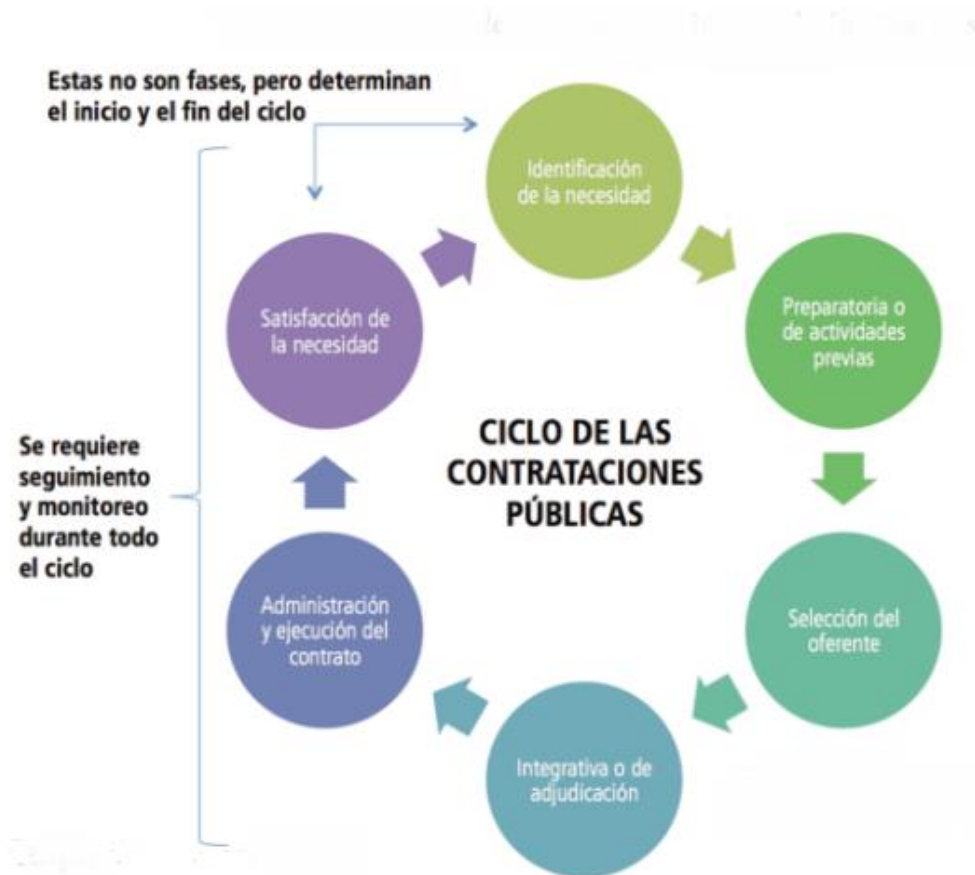 Estas no son fases, pero determinan
el inicio y el fin del ciclo
Identificación
de la necesidad
Preparatoria o
de actividades
previas
Selección del
oferente
Integrativa o de
adjudicación
Administración
y ejecución del
contrato
Satisfacción de
la necesidad
CICLO DE LAS
CONTRATACIONES
PÚBLICAS
Se requiere
seguimiento
y monitoreo
durante todo
el ciclo